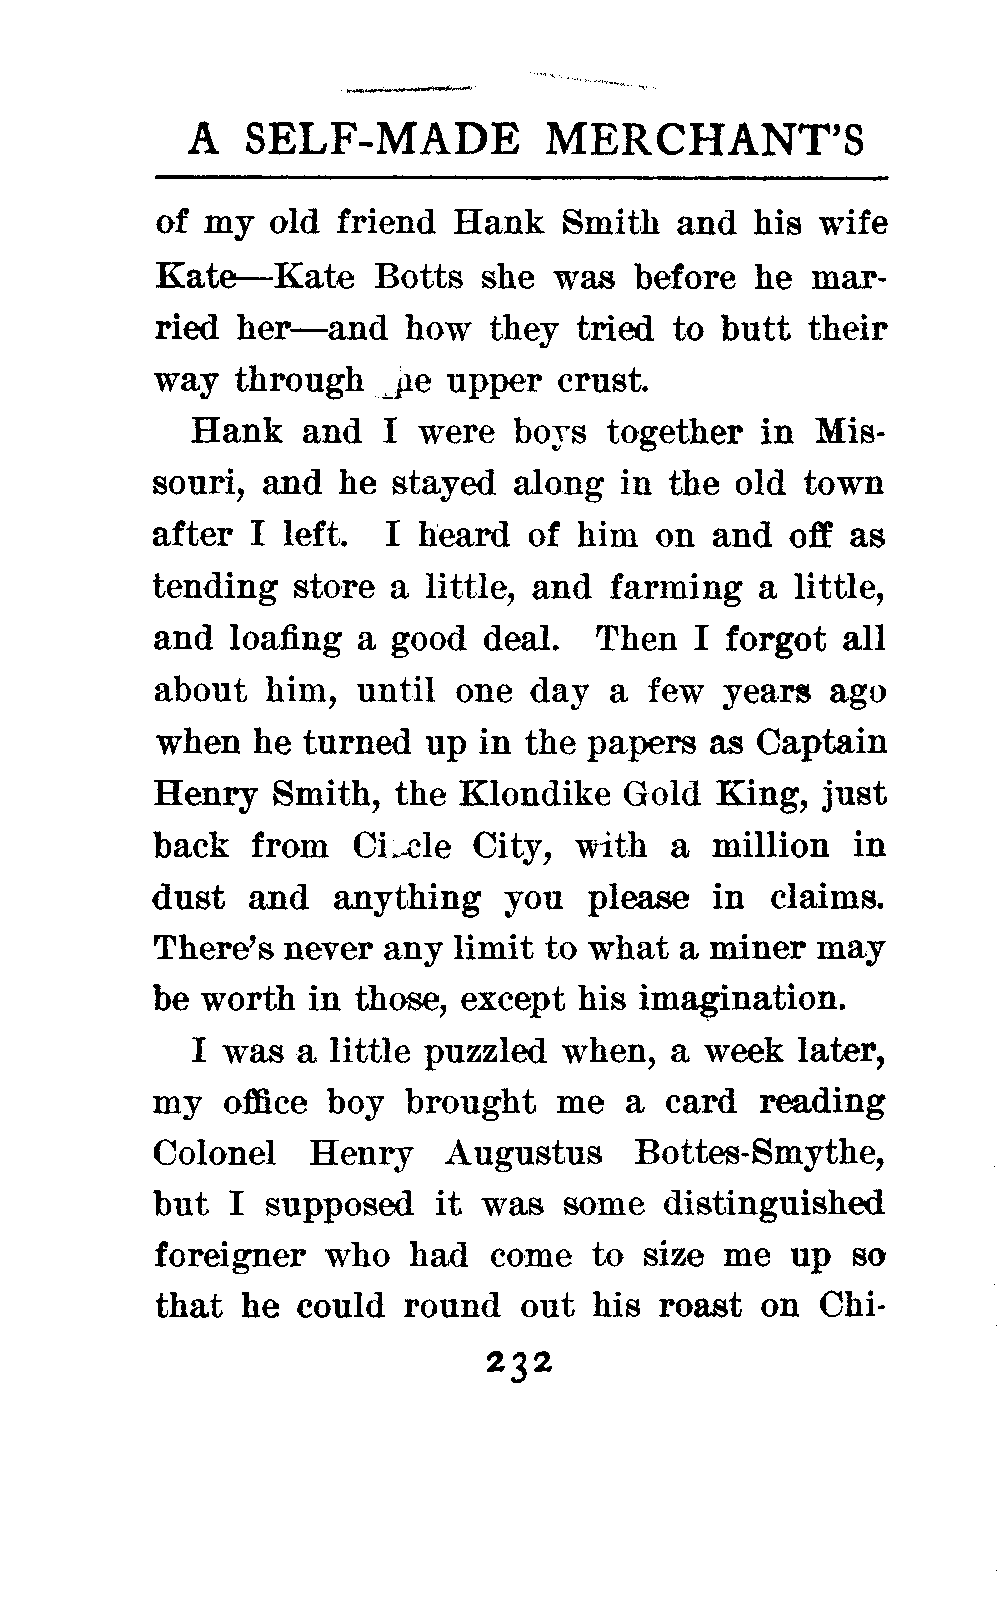 A SELF-MADE MERCHANT'S
of my old friend Hank Smith and his wife
Kate—Kate Botts she was before he mar-
ried her—and how they tried to butt their
way through the upper crust.
Hank and I were boys together in Mis-
souri, and he stayed along in the old town
after I left. I heard of him on and off as
tending store a little, and farming a little,
and loafing a good deal. Then I forgot all
about him, until one day a few years ago
when he turned up in the papers as Captain
Henry Smith, the Klondike Gold King, just
back from Circle City, with a million in
dust and anything you please in claims.
There's never any limit to what a miner may
be worth in those, except his imagination.
I was a little puzzled when, a week later,
my office boy brought me a card reading
Colonel Henry Augustus Bottes-Smythe,
but I supposed it was some distinguished
foreigner who had come to size me up so
that he could round out his roast on Chi-
232